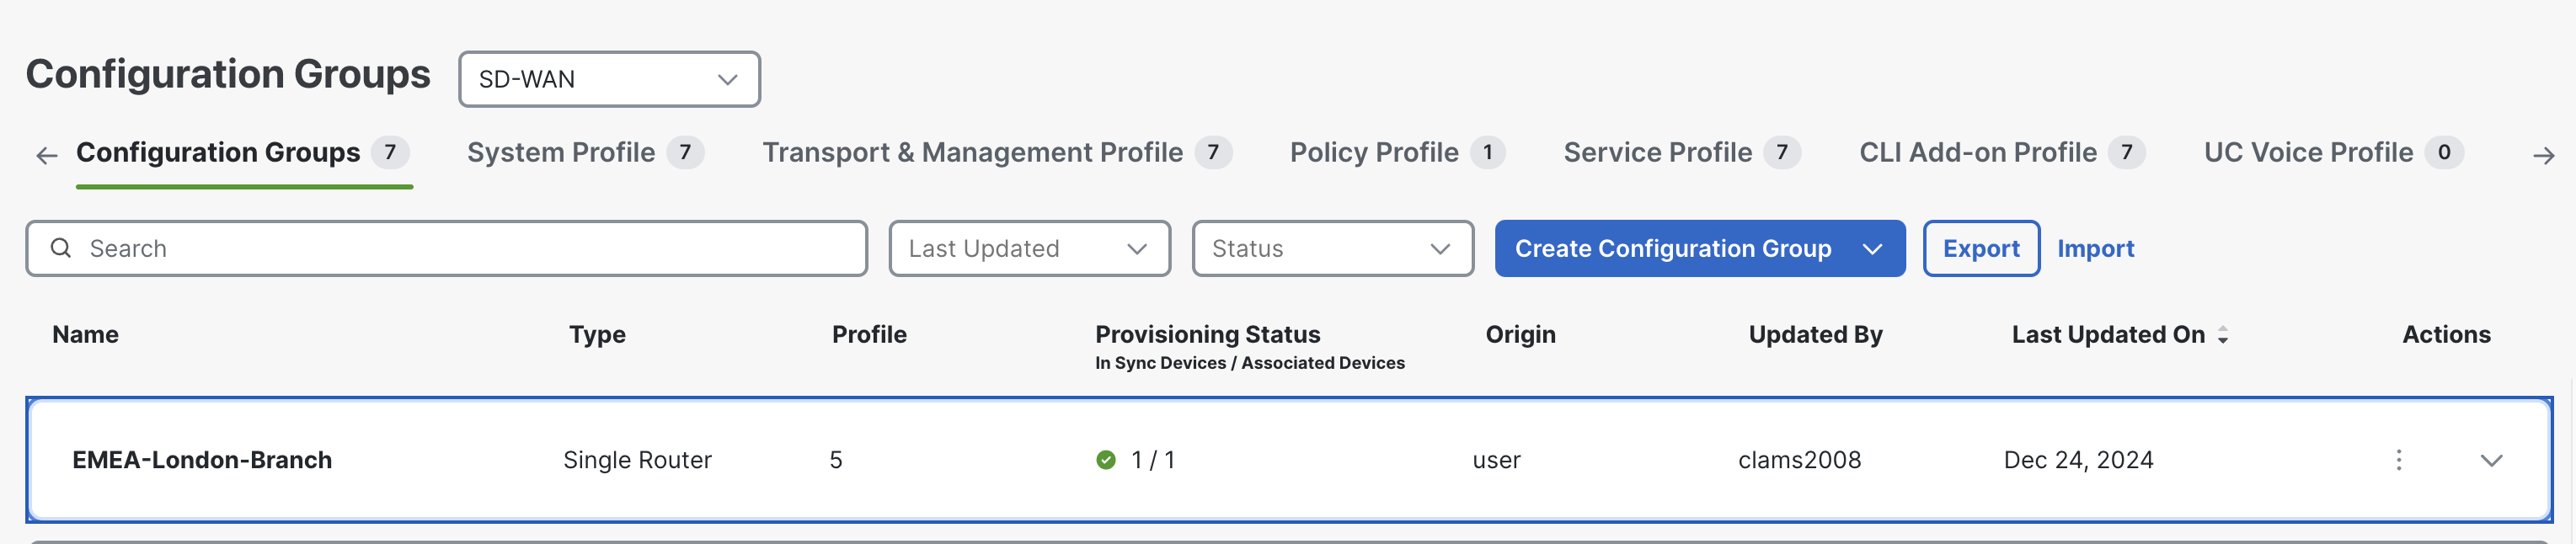 Configuration Groups SD-WAN
Configuration Groups 7 System Profile 7 Transport & Management Profile 7 Policy Profile 1 Service Profile 7 CLI Add-on Profile 7 UC Voice Profile 0
Search Last Updated Status Create Configuration Group Export Import
Name Type Profile Provisioning Status Origin Updated By Last Updated On Actions
In Sync Devices / Associated Devices
EMEA-London-Branch Single Router 5 1 / 1 user clams2008 Dec 24, 2024